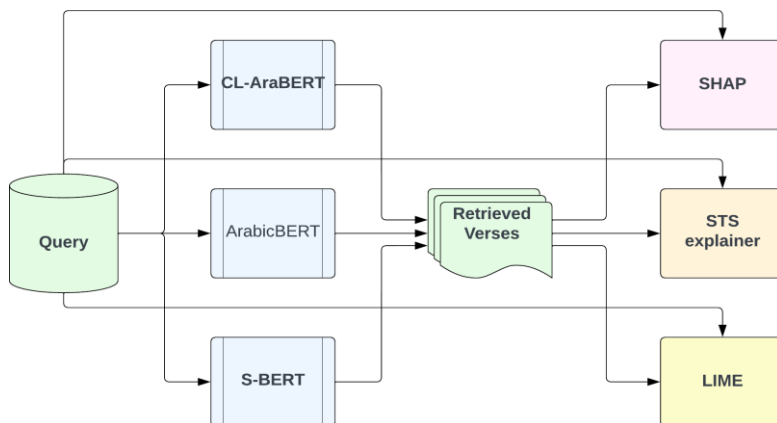 CL-AraBERT
SHAP
Query
ArabicBERT
Retrieved
Verses
STS
explainer
S-BERT
LIME